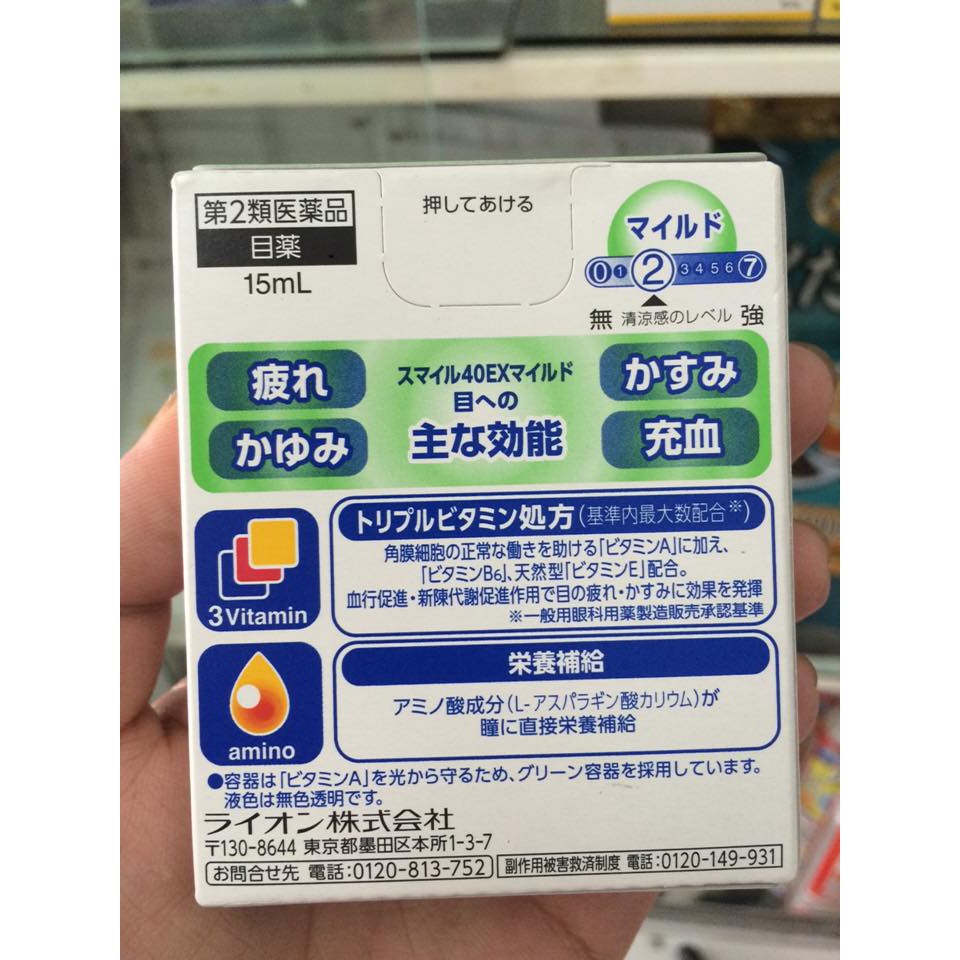 第2類医薬品
目薬
15mL
押してあける
マイルド
0 1 2 3 4 5 6 7
無 清涼感のレベル 強
疲れ
かゆみ
スマイル40EXマイルド
目への
主な効能
かすみ
充血
3Vitamin
トリプルビタミン処方(基準内最大数配合※)
角膜細胞の正常な働きを助ける「ビタミンA」に加え、
「ビタミンB6」、天然型「ビタミンE」配合。
血行促進・新陳代謝促進作用で目の疲れ・かすみに効果を発揮
※一般用眼科用薬製造販売承認基準
amino
栄養補給
アミノ酸成分(L-アスパラギン酸カリウム)が
瞳に直接栄養補給
●容器は「ビタミンA」を光から守るため、グリーン容器を採用しています。
液色は無色透明です。
ライオン株式会社
〒130-8644 東京都墨田区本所1-3-7
お問合せ先 電話:0120-813-752
副作用被害救済制度 電話:0120-149-931